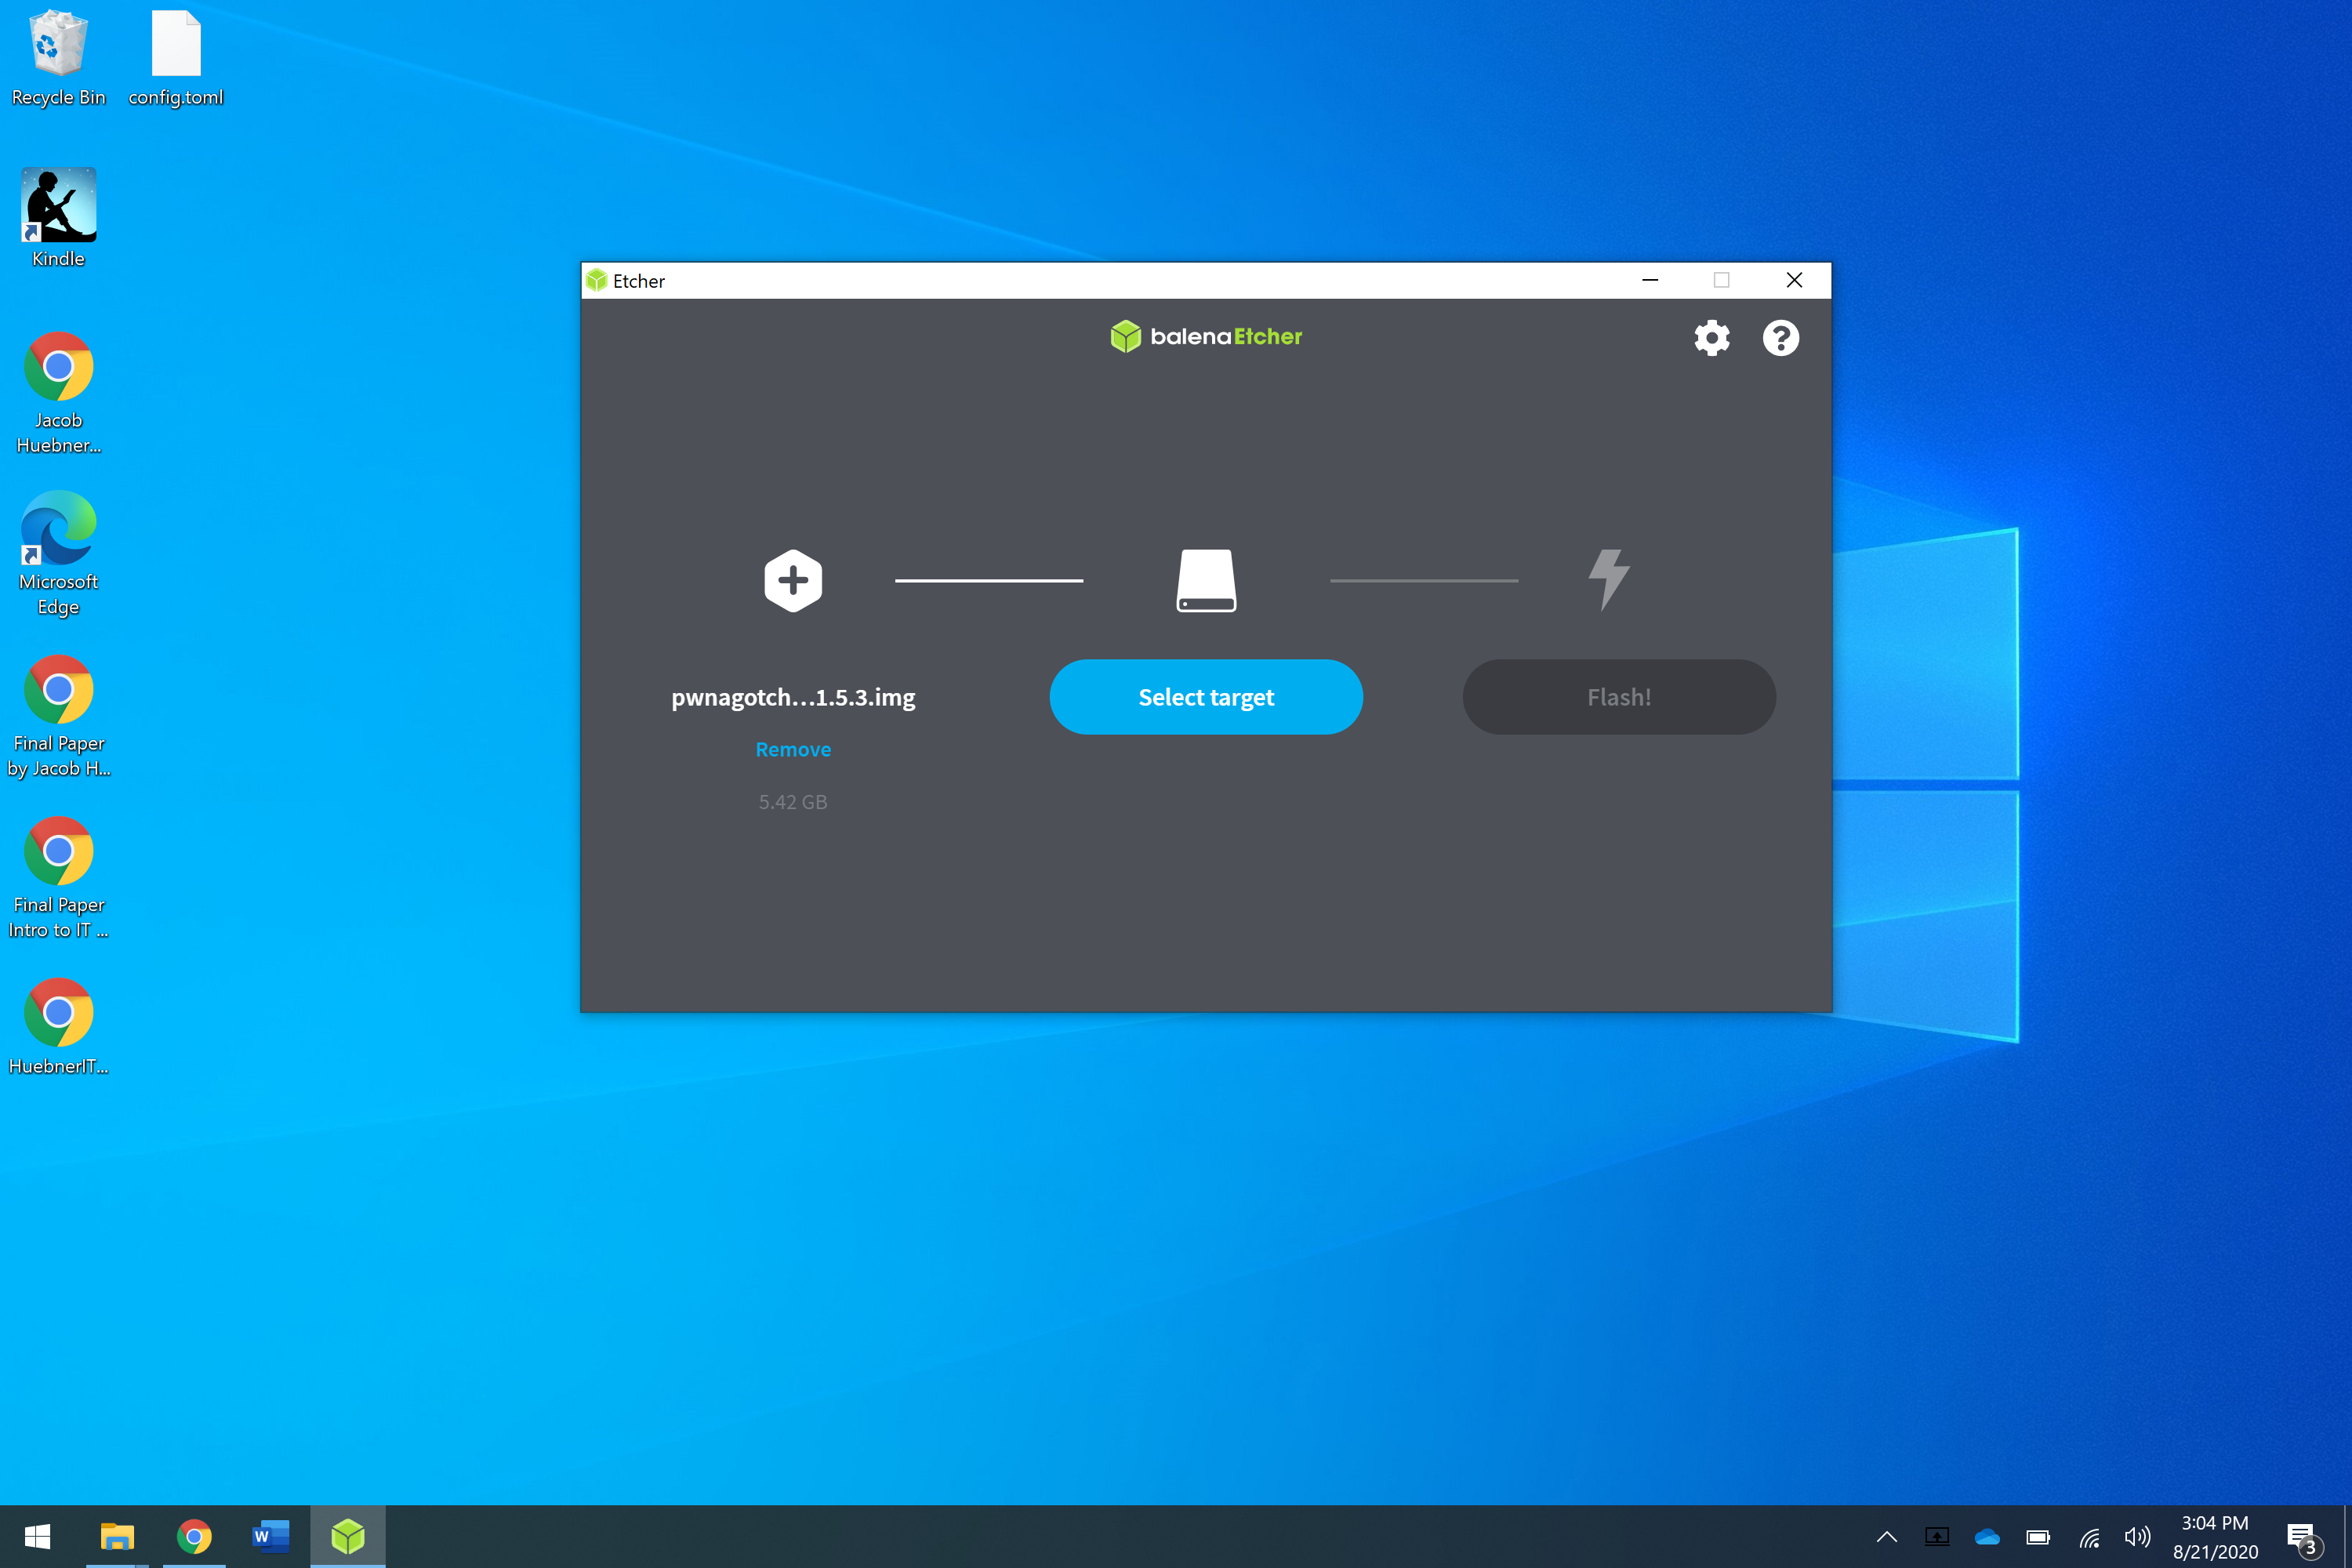 Recycle Bin
config.toml
Kindle
Jacob
Huebner...
Microsoft
Edge
Final Paper
by Jacob H...
Final Paper
Intro to IT ...
HuebnerIT...
Etcher
balenaEtcher
pwnagotch...1.5.3.img
Remove
5.42 GB
Select target
Flash!
W
3:04 PM
8/21/2020
3